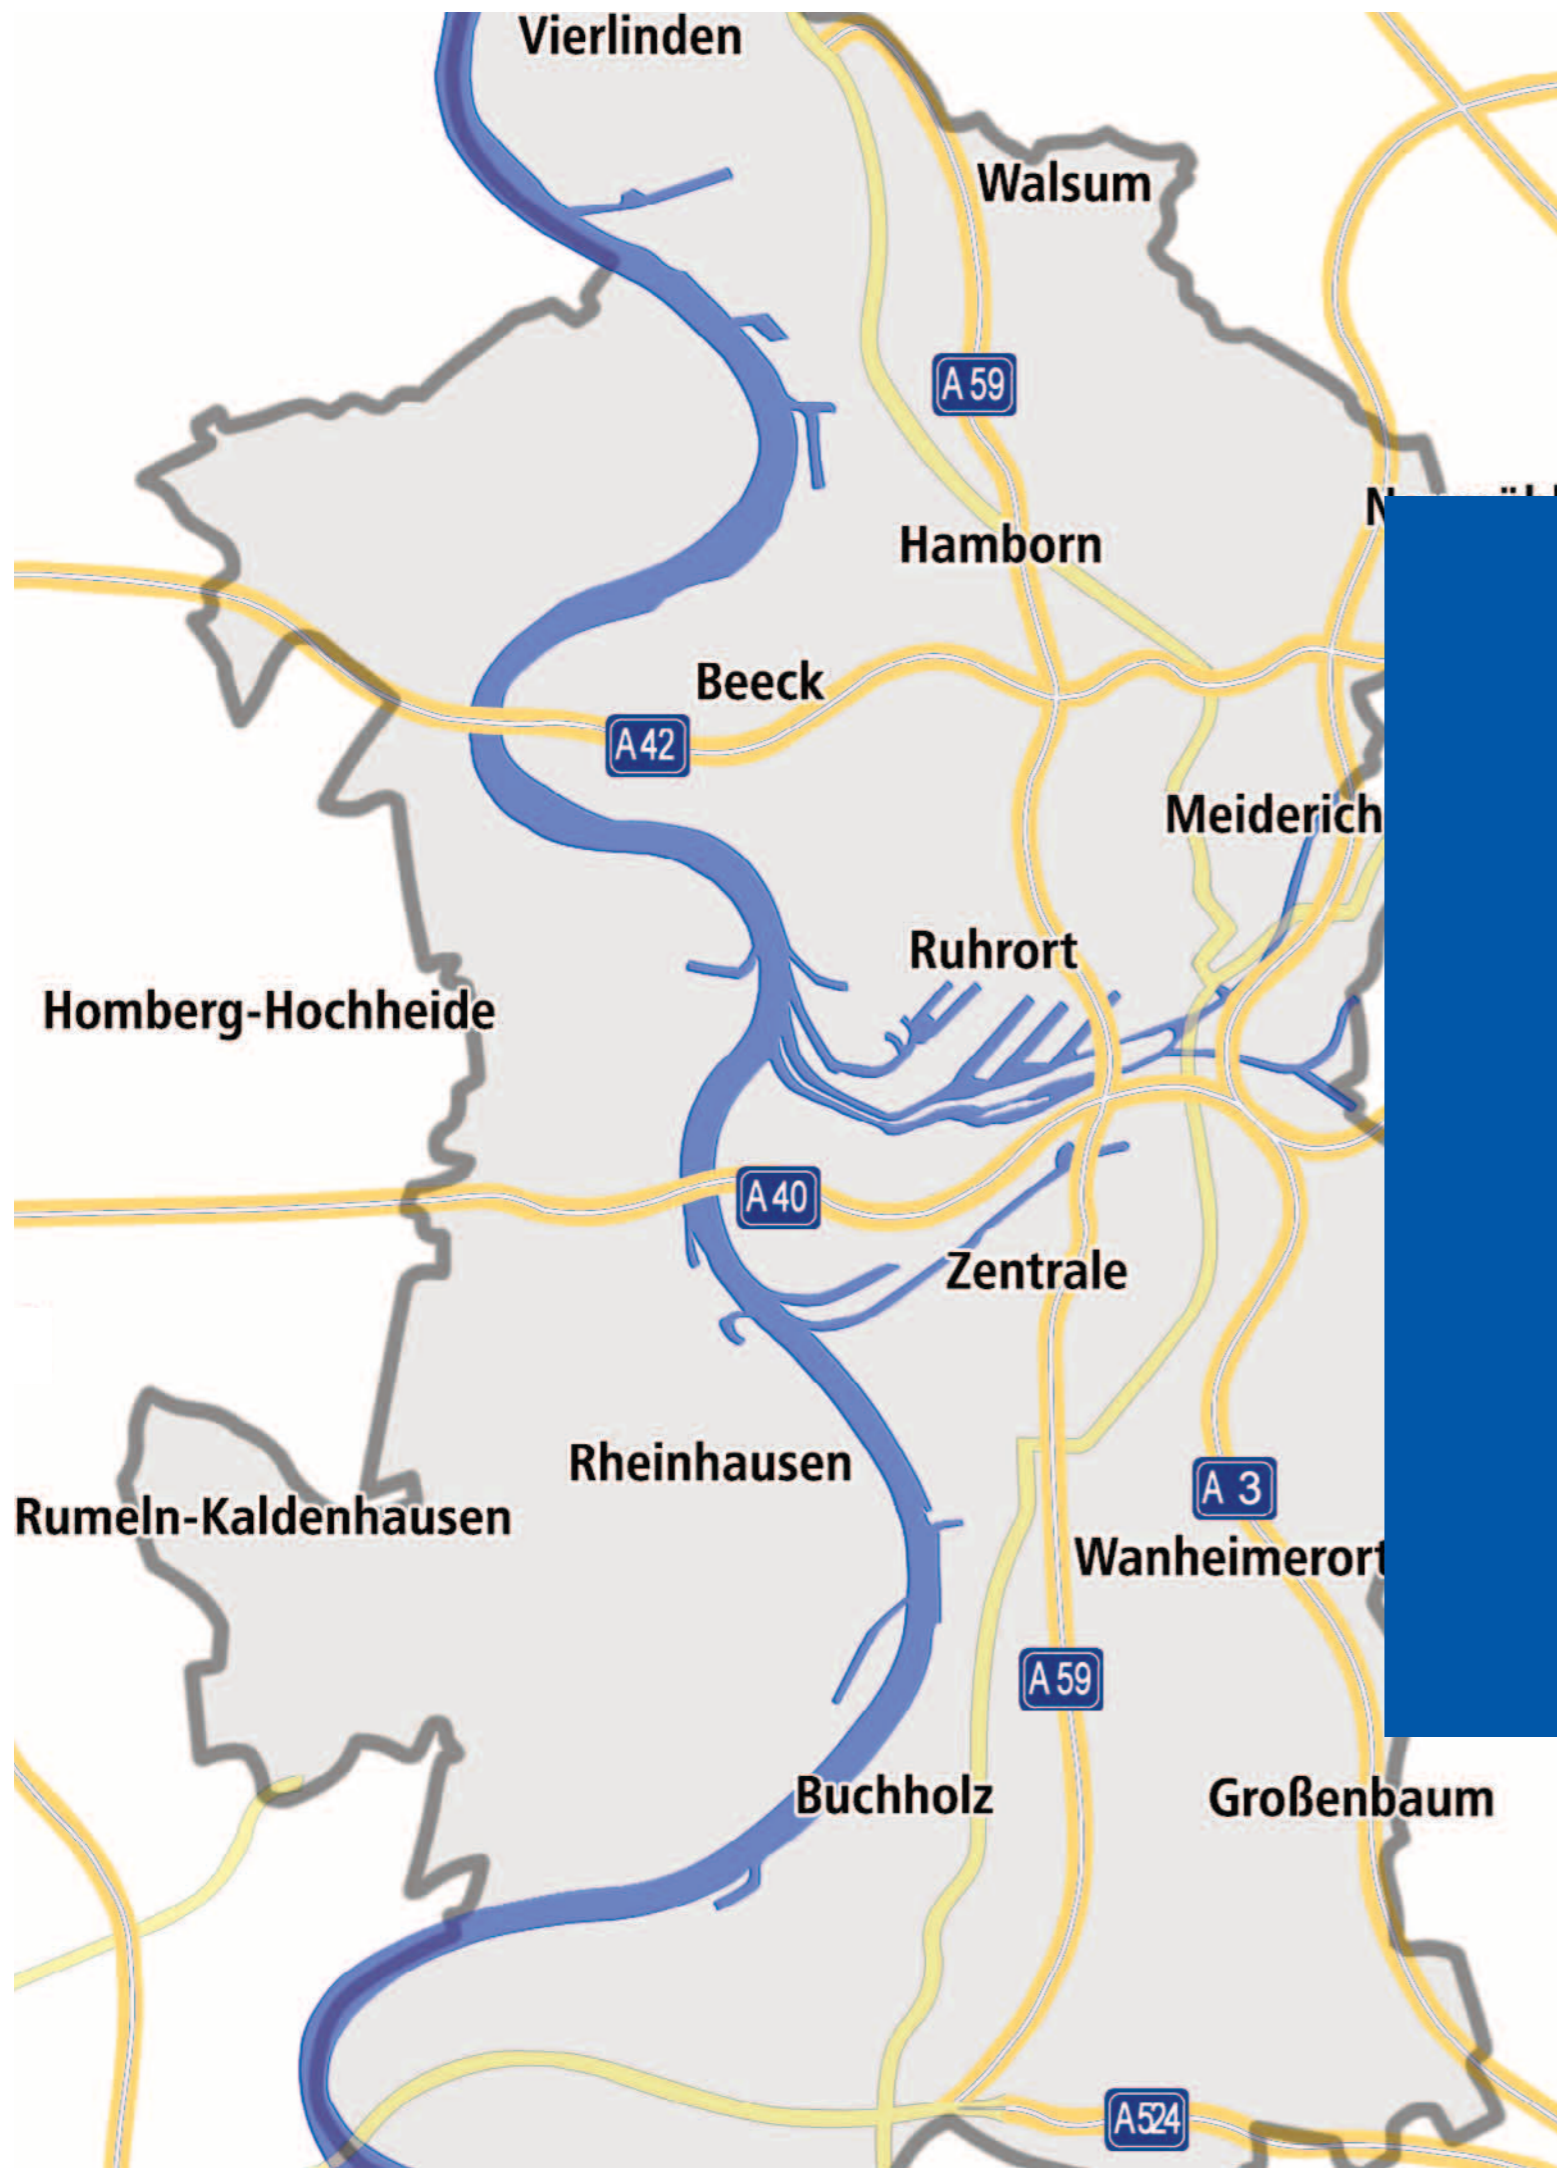 Vierlinden
Walsum
A 59
Hamborn
Beeck
A 42
Meiderich
Ruhrort
Homberg-Hochheide
A 40
Zentrale
Rheinhausen
A 3
Rumeln-Kaldenhausen
Wanheimerort
A 59
Buchholz
Großenbaum
A 524